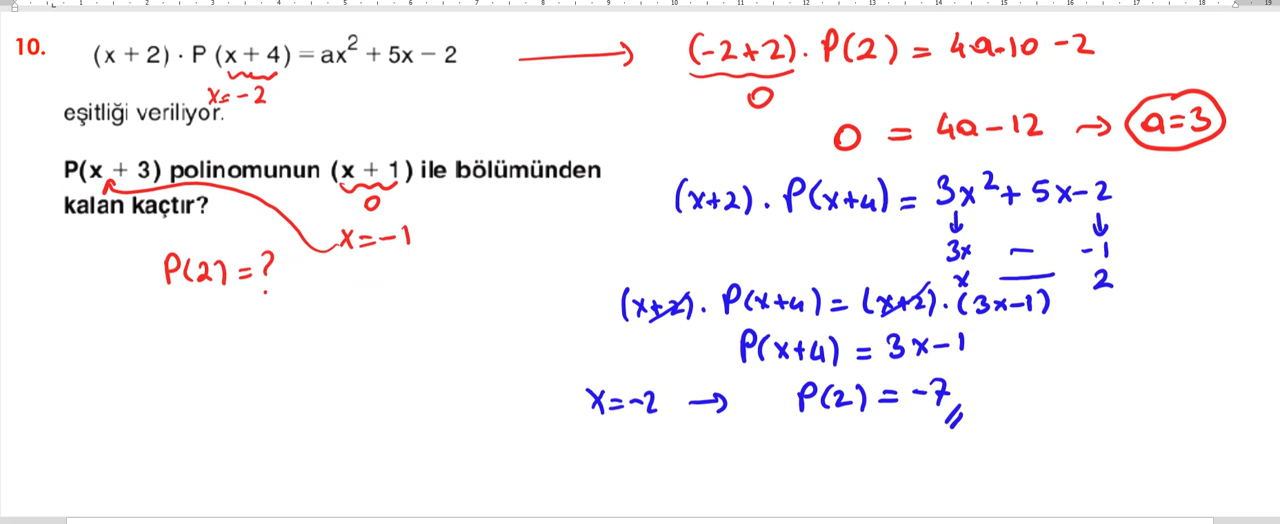 10. (x + 2) · P (x + 4) = ax² + 5x – 2
x=-2
eşitliği veriliyor.
P(x + 3) polinomunun (x + 1) ile bölümünden
0
kalan kaçtır?
x=-1
P(2)=?
(-2+2). P(2) = 4a-10-2
0
0 = 4a-12 → a=3
(x+2). P(x+4) = 3x²+5x-2
3x - -1
x 2
(x+2). P(x+4) = (x+2).(3x-1)
P(x+4) = 3x-1
x=-2 → P(2) = -7